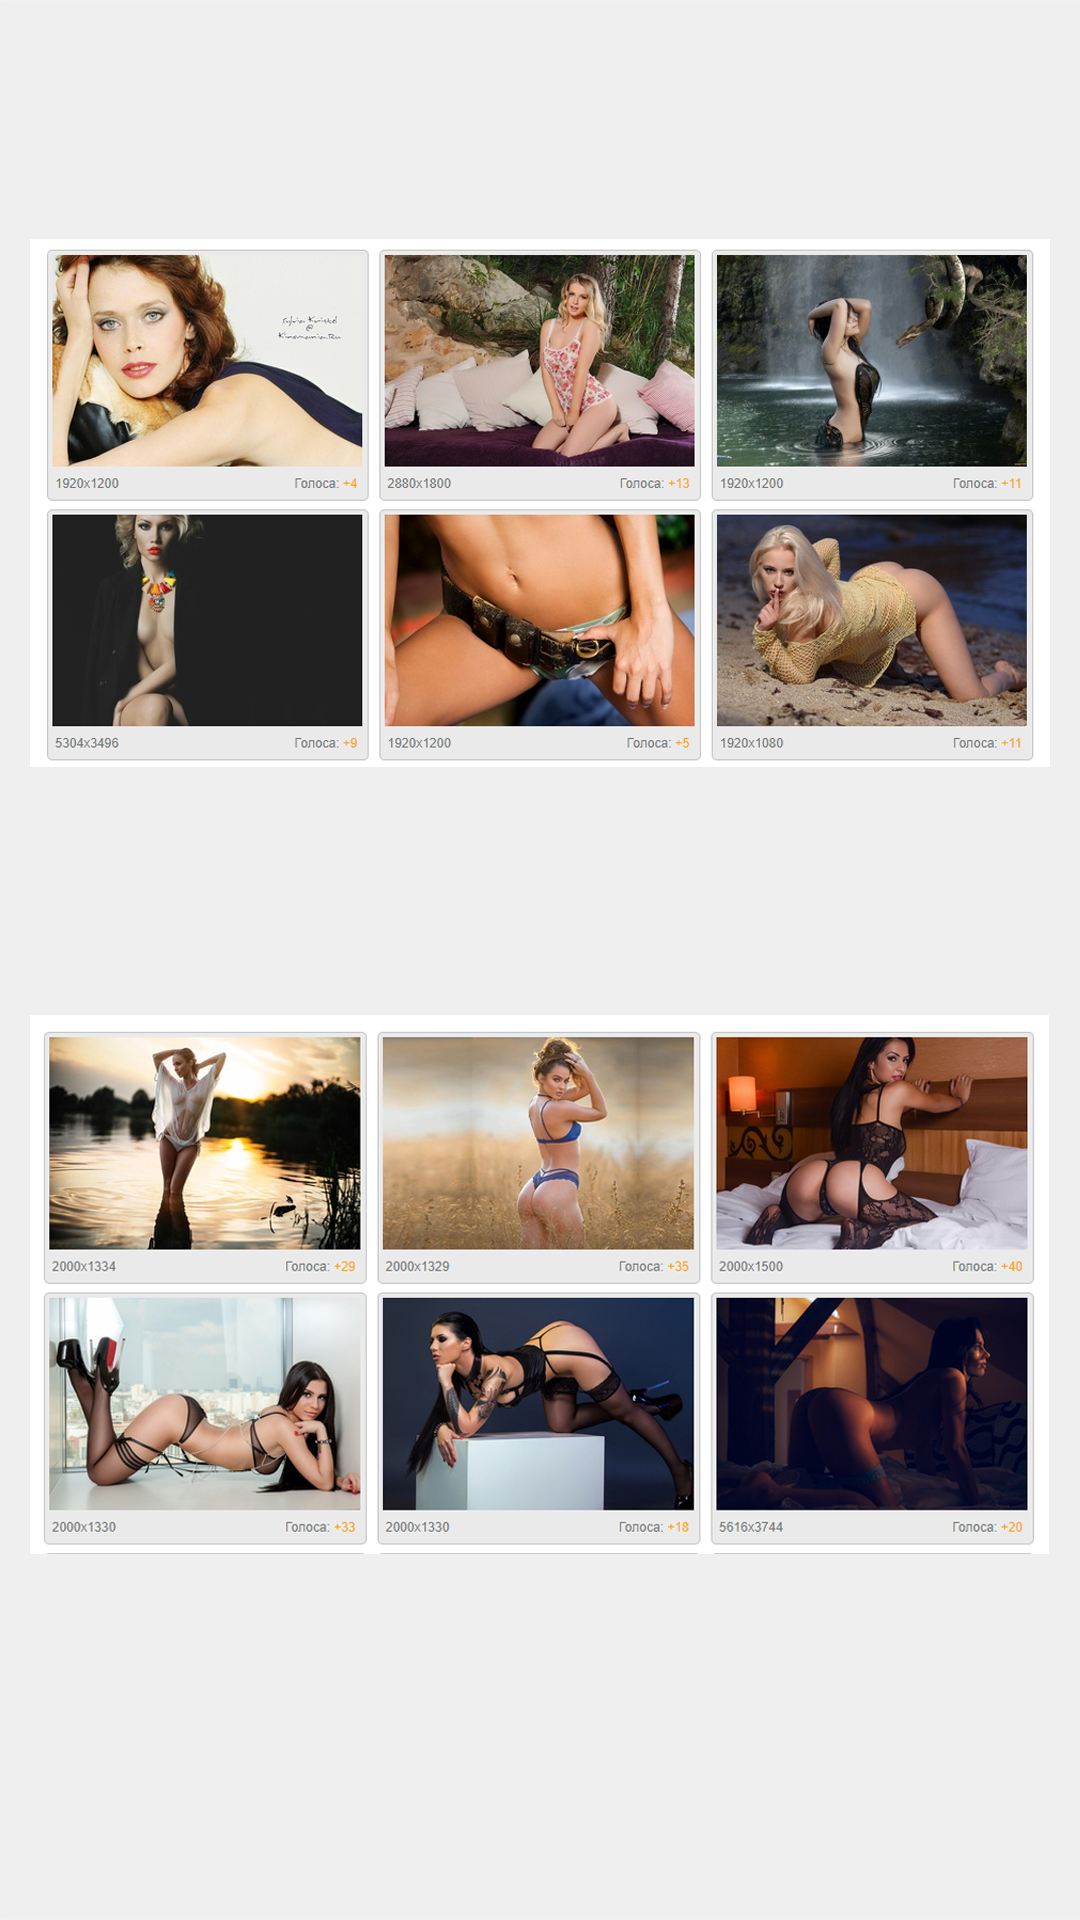 Sylvia Kristel
@
Kinomania.Ru
1920x1200 Голоса: +4
2880x1800 Голоса: +13
1920x1200 Голоса: +11
5304x3496 Голоса: +9
1920x1200 Голоса: +5
1920x1080 Голоса: +11
2000x1334 Голоса: +29
2000x1329 Голоса: +35
2000x1500 Голоса: +40
2000x1330 Голоса: +33
2000x1330 Голоса: +18
5616x3744 Голоса: +20